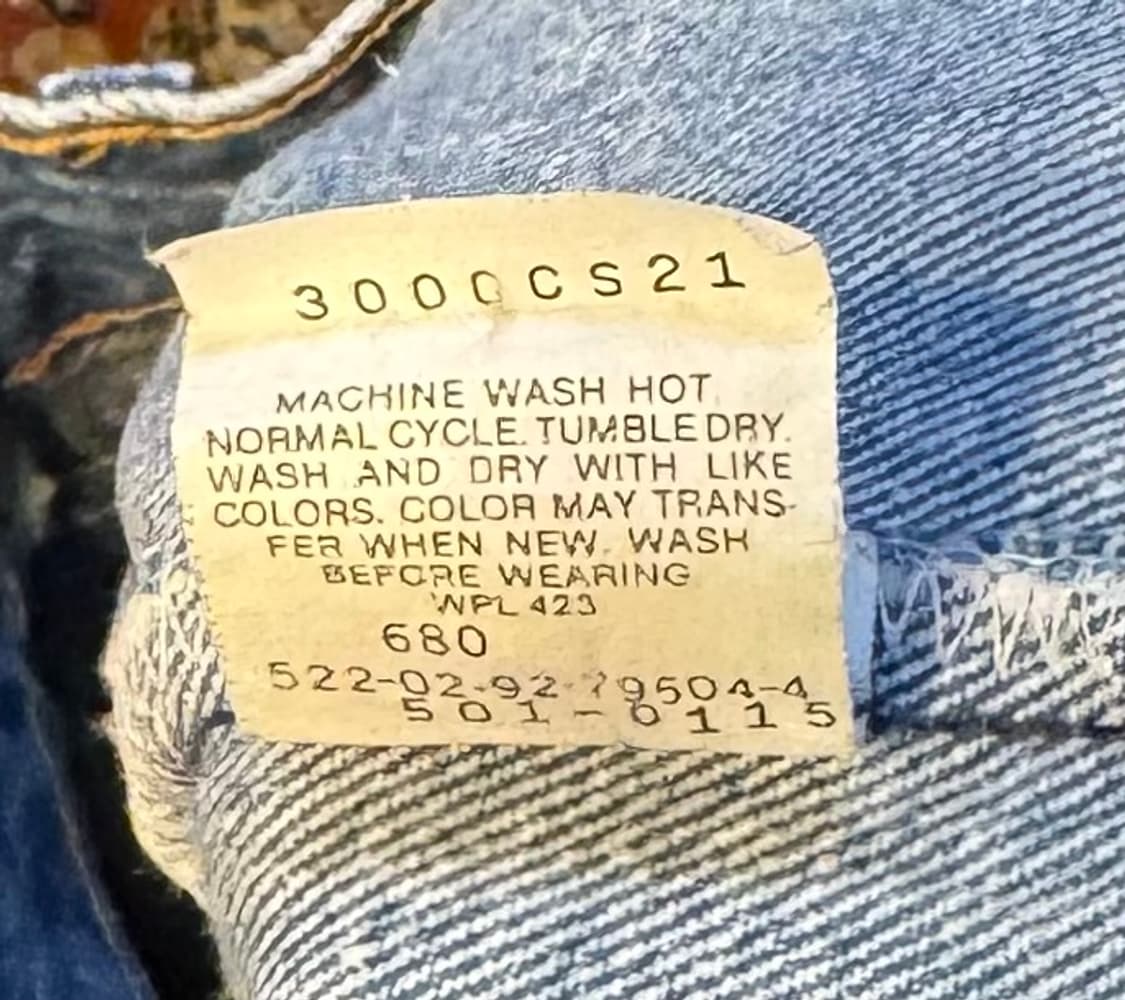 3000CS21
MACHINE WASH HOT
NORMAL CYCLE. TUMBLE DRY.
WASH AND DRY WITH LIKE
COLORS. COLOR MAY TRANS-
FER WHEN NEW. WASH
BEFORE WEARING
WPL 423
680
522-02-92
501-0115